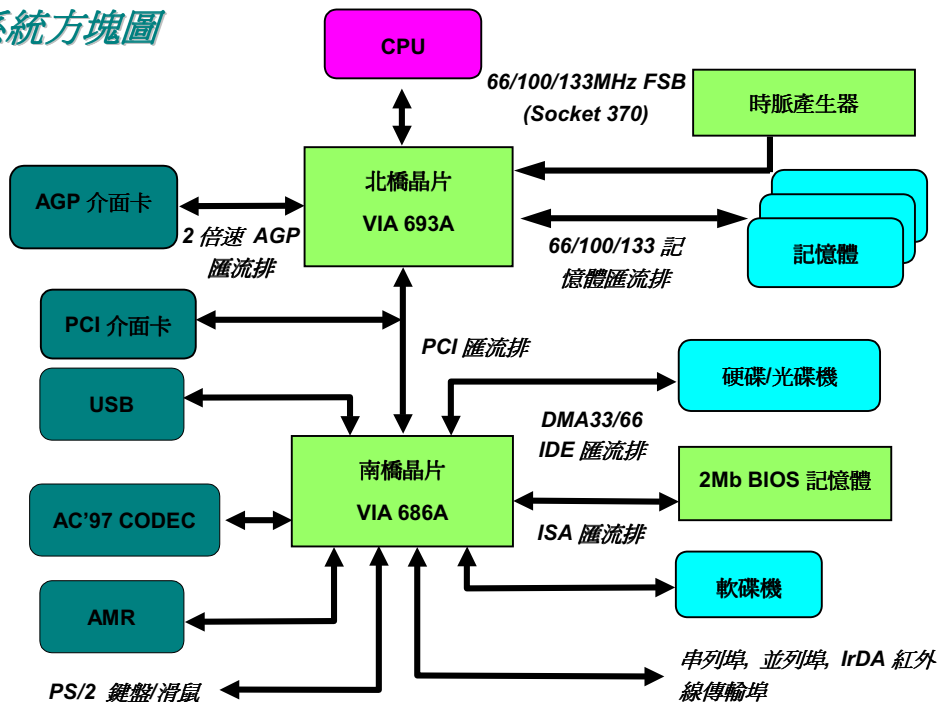 系統方塊圖
CPU
66/100/133MHz FSB
(Socket 370)
時脈產生器
北橋晶片
VIA 693A
AGP 介面卡
2 倍速 AGP
匯流排
66/100/133 記
憶體匯流排
記憶體
PCI 介面卡
PCI 匯流排
USB
硬碟/光碟機
DMA33/66
IDE 匯流排
南橋晶片
VIA 686A
2Mb BIOS 記憶體
AC’97 CODEC
ISA 匯流排
軟碟機
AMR
PS/2 鍵盤/滑鼠
串列埠, 並列埠, IrDA 紅外
線傳輸埠